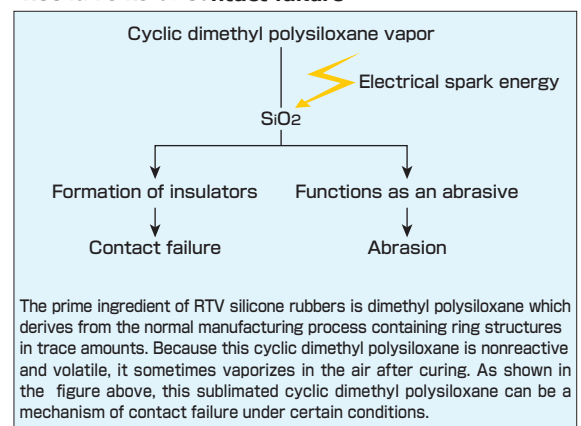 Cyclic dimethyl polysiloxane vapor
Electrical spark energy
SiO2
Formation of insulators Functions as an abrasive
Contact failure Abrasion
The prime ingredient of RTV silicone rubbers is dimethyl polysiloxane which
derives from the normal manufacturing process containing ring structures
in trace amounts. Because this cyclic dimethyl polysiloxane is nonreactive
and volatile, it sometimes vaporizes in the air after curing. As shown in
the figure above, this sublimated cyclic dimethyl polysiloxane can be a
mechanism of contact failure under certain conditions.